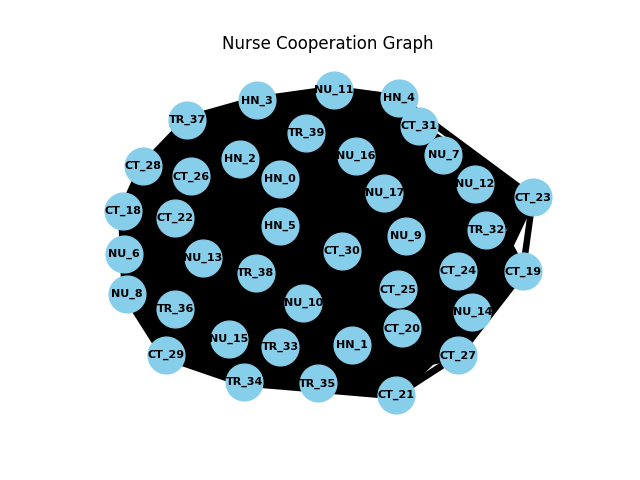 Nurse Cooperation Graph
NU_11
HN_4
HN_3
TR_37
CT_31
TR_39
NU_7
NU_16
HN_2
CT_28
CT_26
HN_0
NU_12
NU_17
CT_23
CT_18
CT_22
HN_5
TR_32
NU_9
CT_30
NU_6
NU_13
CT_24
CT_19
TR_38
CT_25
NU_8
NU_10
TR_36
NU_14
CT_20
NU_15
HN_1
TR_33
CT_29
CT_27
TR_34
TR_35
CT_21